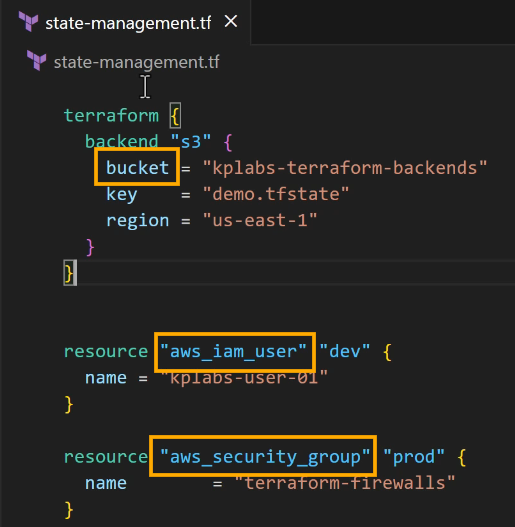 state-management.tf ×
state-management.tf
terraform {
backend "s3" {
bucket = "kplabs-terraform-backends"
key = "demo.tfstate"
region = "us-east-1"
}
}
resource "aws_iam_user" "dev" {
name = "kplabs-user-01"
}
resource "aws_security_group" "prod" {
name = "terraform-firewalls"
}